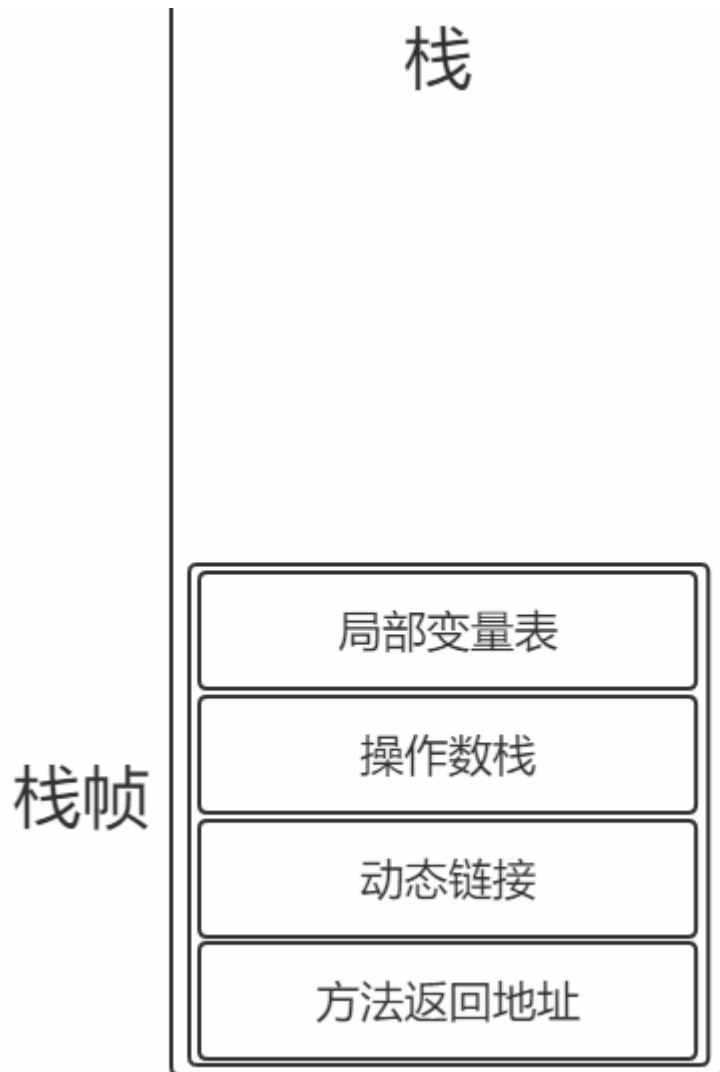 栈
局部变量表
操作数栈
栈帧
动态链接
方法返回地址